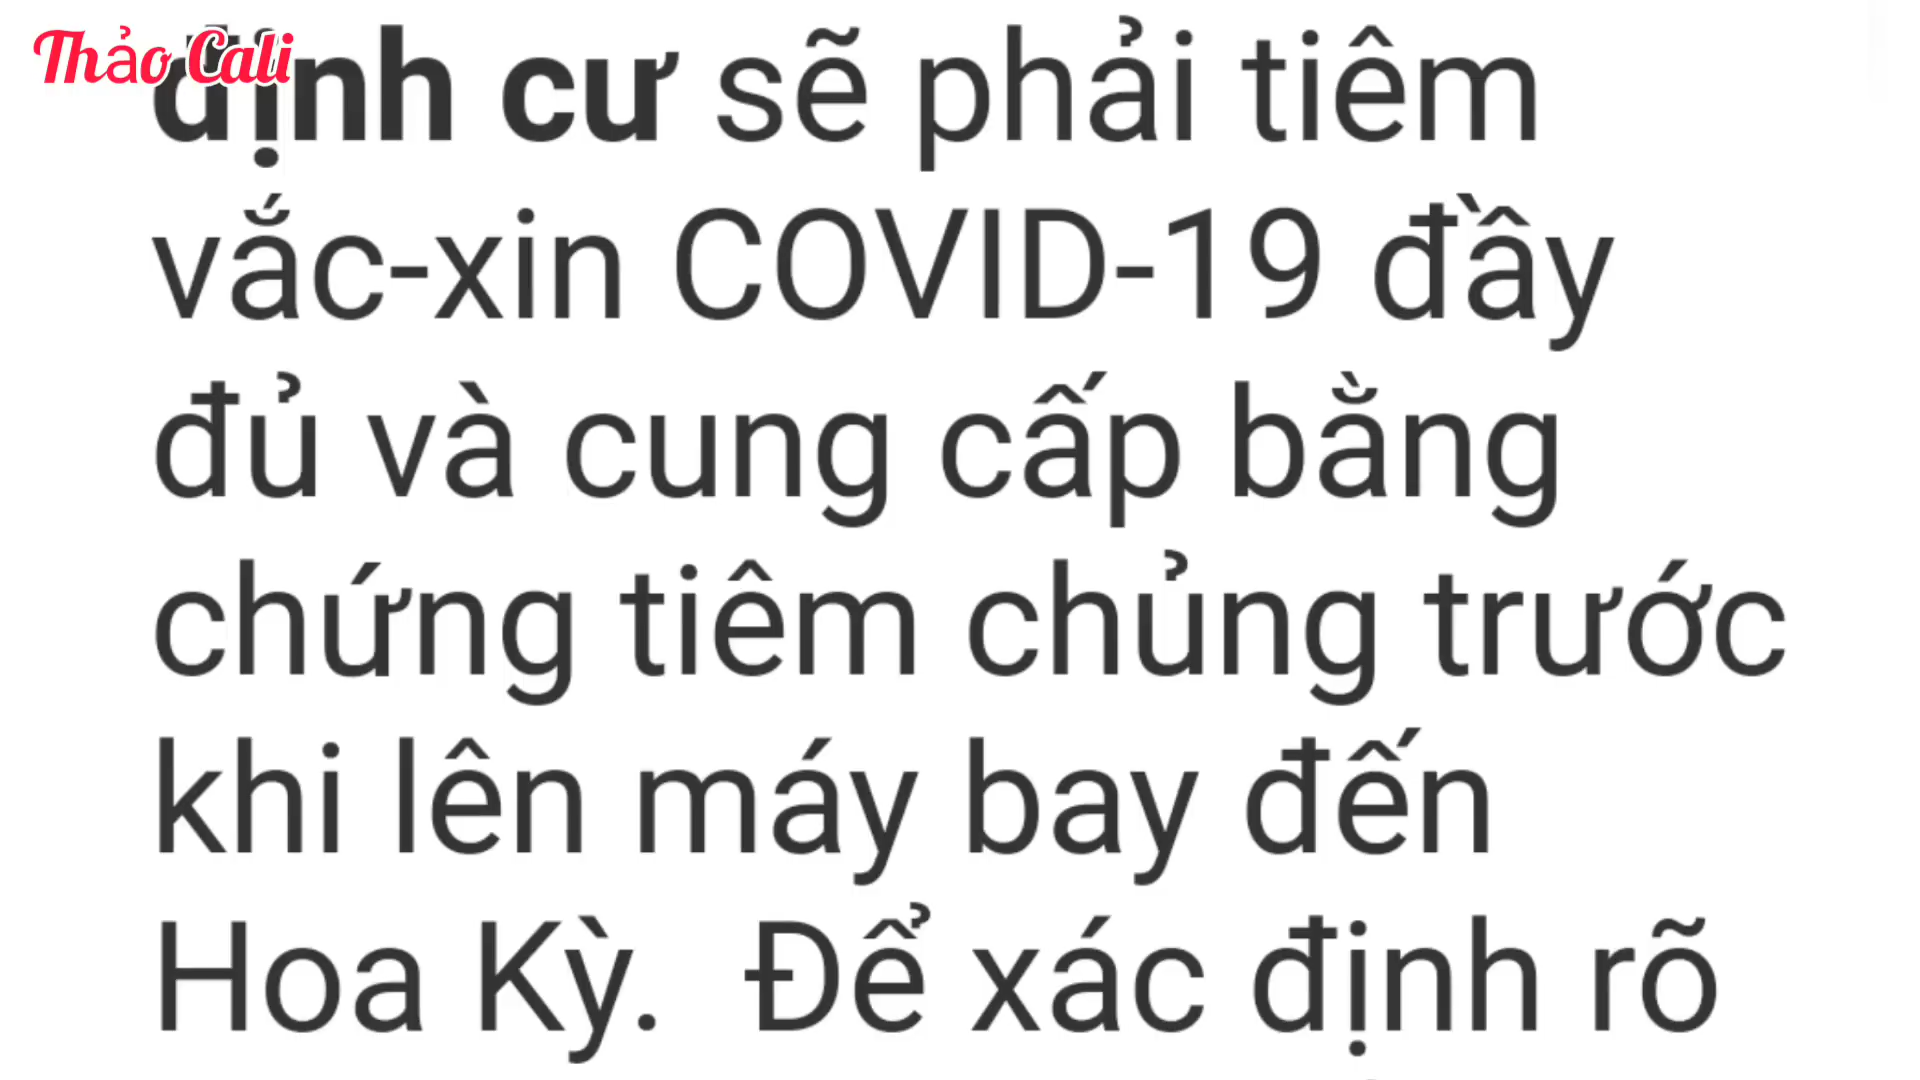 Thảo Cali
định cư sẽ phải tiêm
vắc-xin COVID-19 đầy
đủ và cung cấp bằng
chứng tiêm chủng trước
khi lên máy bay đến
Hoa Kỳ. Để xác định rõ